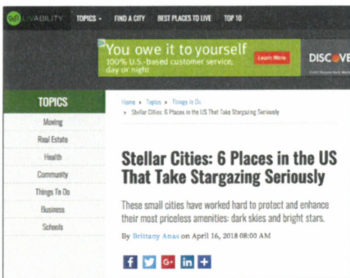 LIVABILITY TOPICS FIND A CITY BEST PLACES TO LIVE TOP 10
You owe it to yourself
100% U.S.-based customer service,
day or night
Learn More
DISCOVE
TOPICS
Moving
Real Estate
Health
Community
Things To Do
Business
Schools
Home Topics Things to Do
Stellar Cities: 6 Places in the US That Take Stargazing Seriously
Stellar Cities: 6 Places in the US
That Take Stargazing Seriously
These small cities have worked hard to protect and enhance
their most priceless amenities: dark skies and bright stars.
By Brittany Anas on April 16, 2018 08:00 AM
f G+ in +